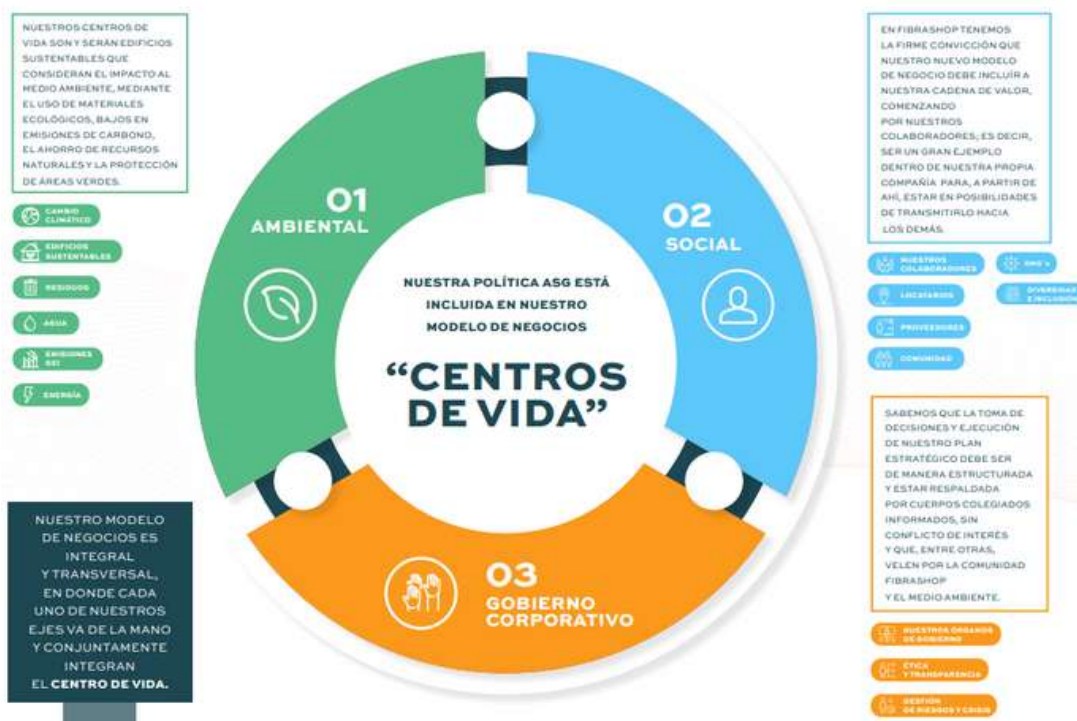 NUESTROS CENTROS DE
VIDA SON Y SERÁN EDIFICIOS
SUSTENTABLES QUE
CONSIDERAN EL IMPACTO AL
MEDIO AMBIENTE, MEDIANTE
EL USO DE MATERIALES
ECOLÓGICOS, BAJOS EN
EMISIONES DE CARBONO,
EL AHORRO DE RECURSOS
NATURALES Y LA PROTECCIÓN
DE ÁREAS VERDES.
CAMBIO
CLIMÁTICO
EDIFICIOS
SUSTENTABLES
RESIDUOS
AGUA
EMISIONES
GEI
ENERGÍA
NUESTRO MODELO
DE NEGOCIOS ES
INTEGRAL
Y TRANSVERSAL,
EN DONDE CADA
UNO DE NUESTROS
EJES VA DE LA MANO
Y CONJUNTAMENTE
INTEGRAN
EL CENTRO DE VIDA.
01
AMBIENTAL
02
SOCIAL
NUESTRA POLÍTICA ASG ESTÁ
INCLUIDA EN NUESTRO
MODELO DE NEGOCIOS
“CENTROS
DE VIDA”
03
GOBIERNO
CORPORATIVO
EN FIBRASHOP TENEMOS
LA FIRME CONVICCIÓN QUE
NUESTRO NUEVO MODELO
DE NEGOCIO DEBE INCLUÍR A
NUESTRA CADENA DE VALOR,
COMENZANDO
POR NUESTROS
COLABORADORES; ES DECIR,
SER UN GRAN EJEMPLO
DENTRO DE NUESTRA PROPIA
COMPAÑÍA PARA, A PARTIR DE
AHÍ, ESTAR EN POSIBILIDADES
DE TRANSMITIRLO HACIA
LOS DEMÁS.
NUESTROS
COLABORADORES
LOCATARIOS
DIVERSIDAD
E INCLUSIÓN
PROVEEDORES
COMUNIDAD
SABEMOS QUE LA TOMA DE
DECISIONES Y EJECUCIÓN
DE NUESTRO PLAN
ESTRATÉGICO DEBE SER
DE MANERA ESTRUCTURADA
Y ESTAR RESPALDADA
POR CUERPOS COLEGIADOS
INFORMADOS, SIN
CONFLICTO DE INTERÉS
Y QUE, ENTRE OTRAS,
VELEN POR LA COMUNIDAD
FIBRASHOP
Y EL MEDIO AMBIENTE.
NUESTROS ÓRGANOS
DE GOBIERNO
ÉTICA
Y TRANSPARENCIA
GESTIÓN
DE RIESGOS Y CRISIS